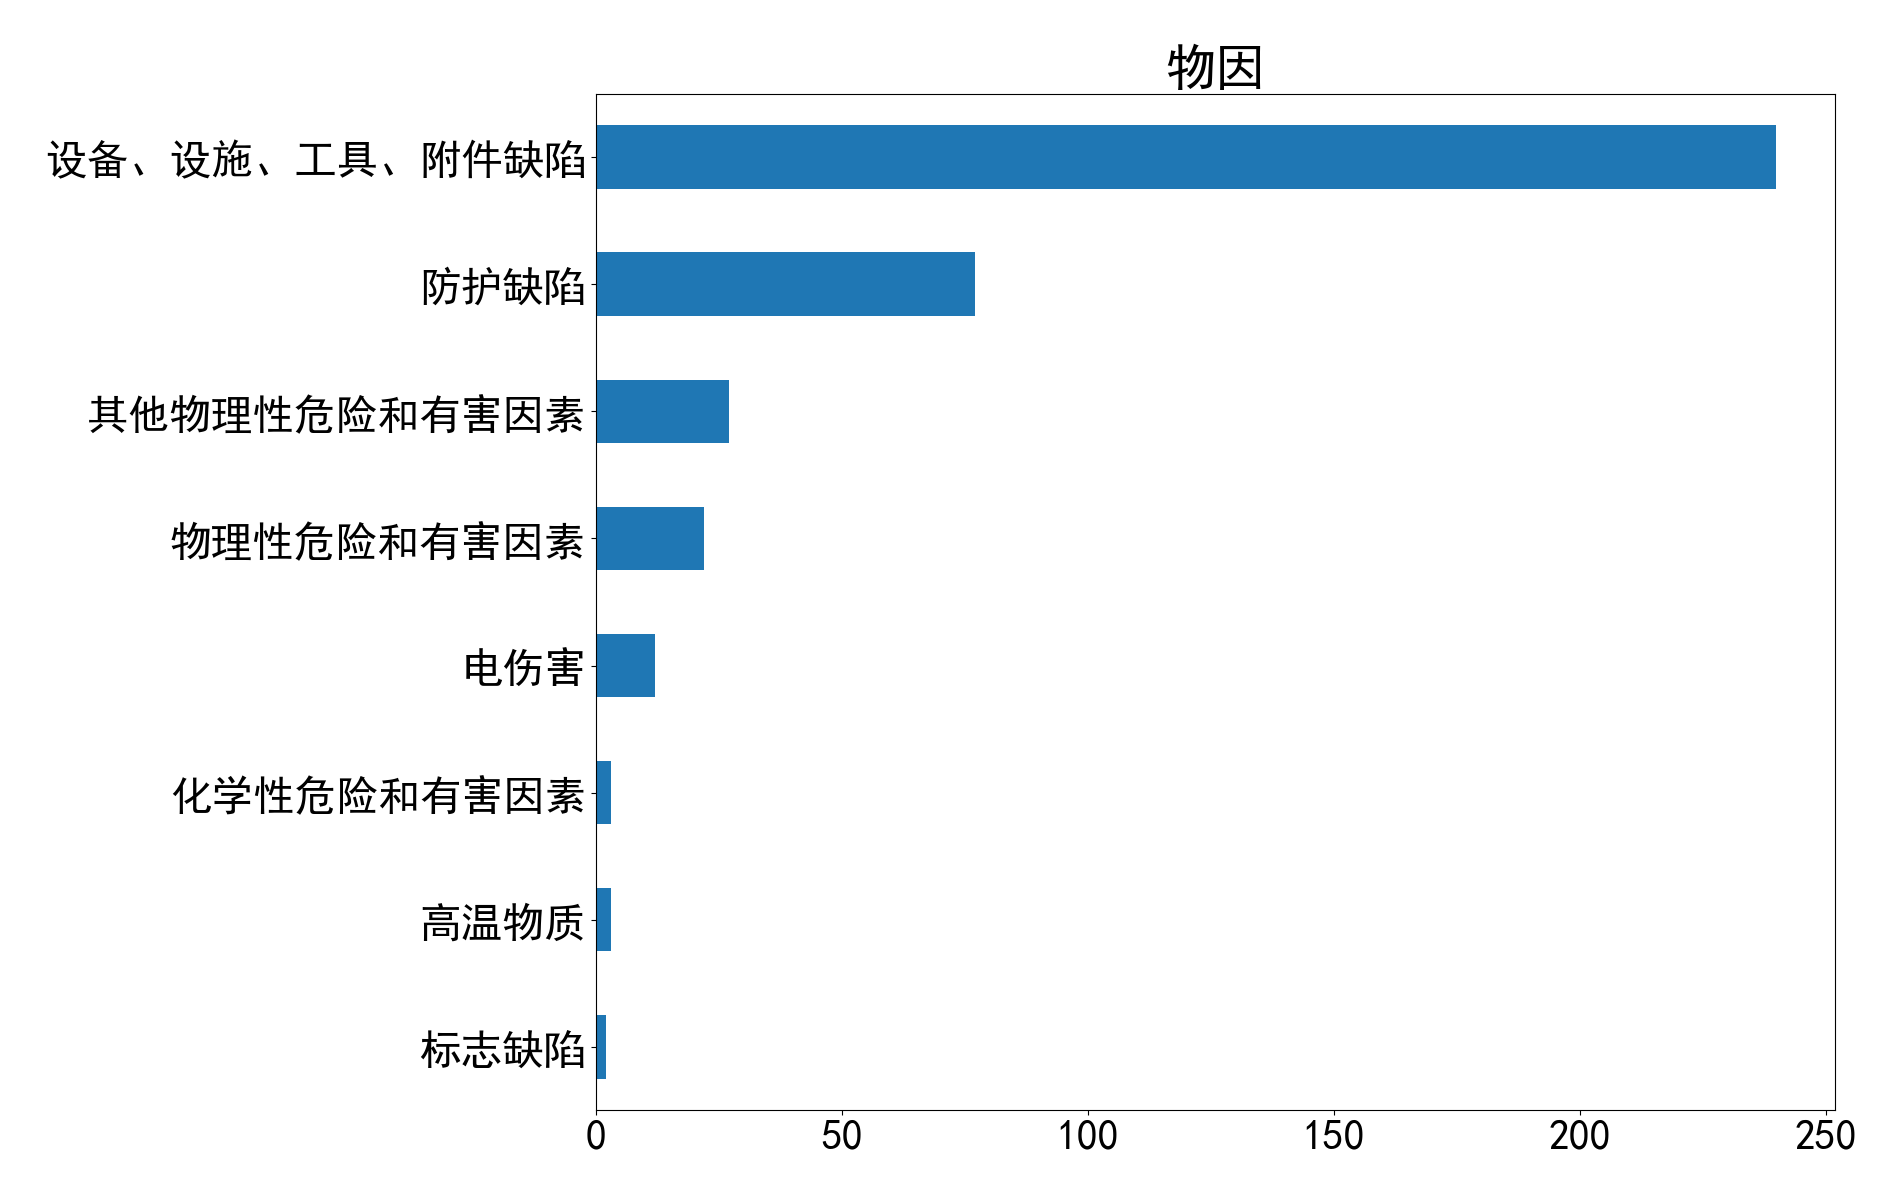 物因
设备、设施、工具、附件缺陷
防护缺陷
其他物理性危险和有害因素
物理性危险和有害因素
电伤害
化学性危险和有害因素
高温物质
标志缺陷
0 50 100 150 200 250